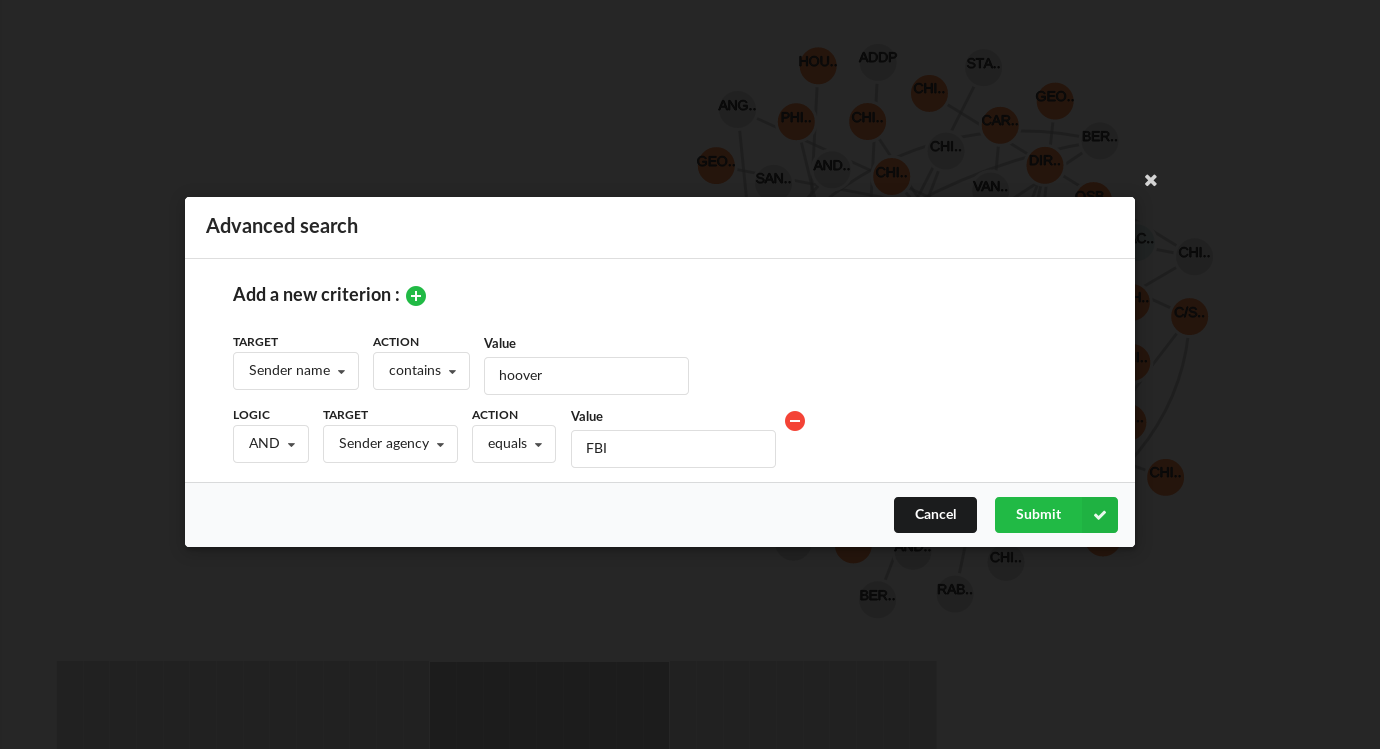 HOU..
ADDP
STA..
CHI..
GEO..
ANG..
PHI..
CHI..
CAR..
BER..
CHI..
GEO..
AND..
DIR..
SAN..
CHI..
VAN..
Advanced search
CHI..
Add a new criterion :
C/S..
TARGET
ACTION
Value
Sender name
contains
hoover
LOGIC
TARGET
ACTION
Value
AND
Sender agency
equals
FBI
CHI..
Cancel
Submit
AND..
CHI..
BER..
RAB..